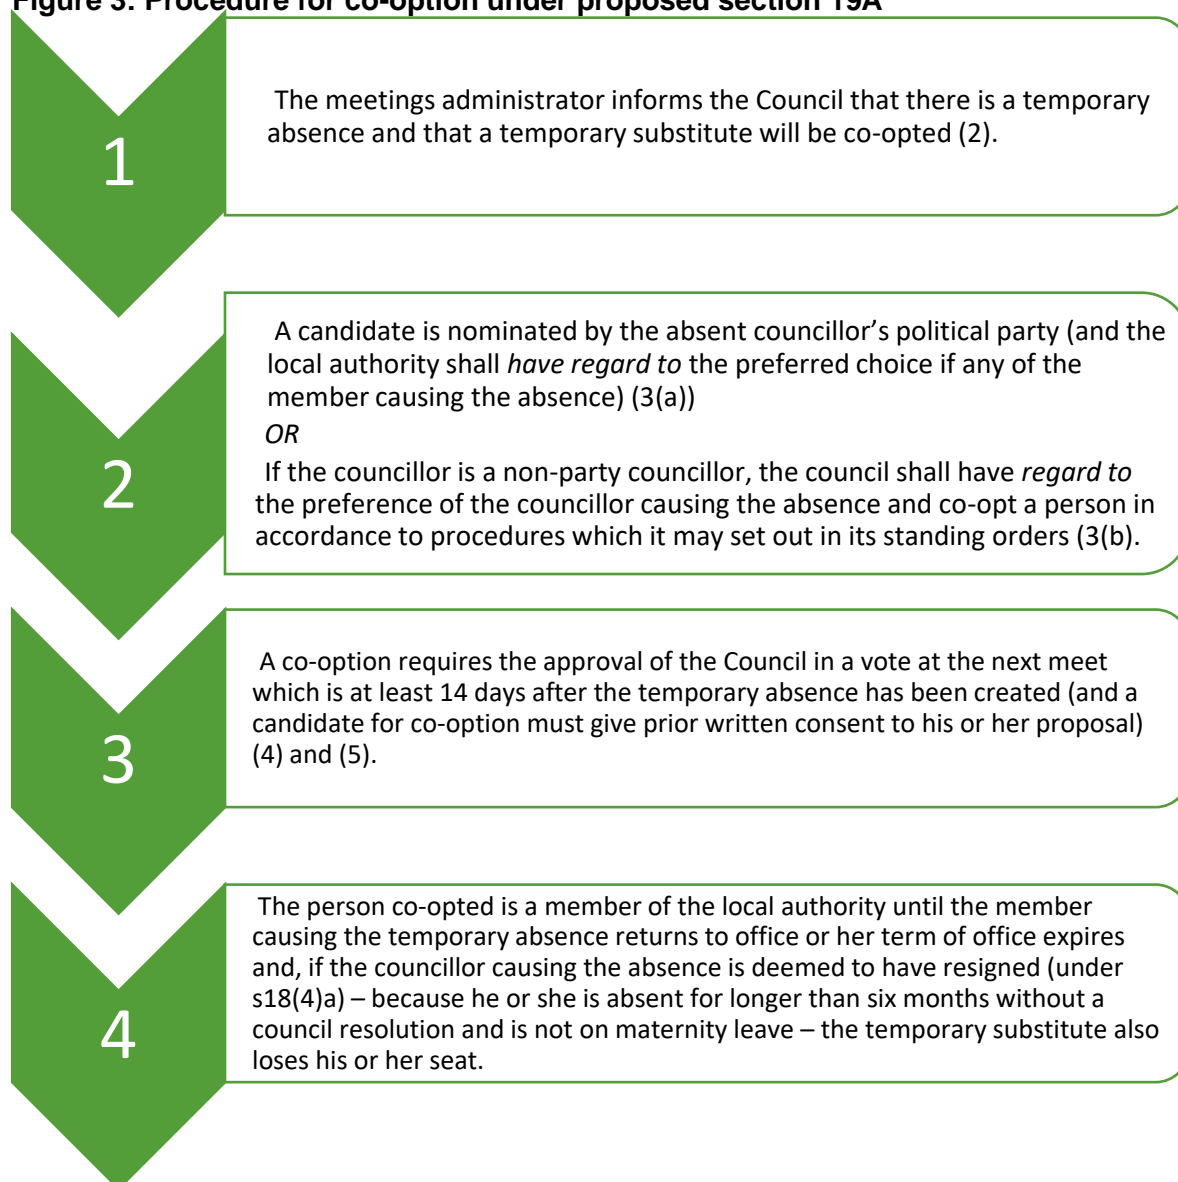 Figure 3: Procedure for co-option under proposed section 19A
1
The meetings administrator informs the Council that there is a temporary
absence and that a temporary substitute will be co-opted (2).
2
A candidate is nominated by the absent councillor’s political party (and the
local authority shall have regard to the preferred choice if any of the
member causing the absence) (3(a))
OR
If the councillor is a non-party councillor, the council shall have regard to
the preference of the councillor causing the absence and co-opt a person in
accordance to procedures which it may set out in its standing orders (3(b).
3
A co-option requires the approval of the Council in a vote at the next meet
which is at least 14 days after the temporary absence has been created (and a
candidate for co-option must give prior written consent to his or her proposal)
(4) and (5).
4
The person co-opted is a member of the local authority until the member
causing the temporary absence returns to office or her term of office expires
and, if the councillor causing the absence is deemed to have resigned (under
s18(4)a) – because he or she is absent for longer than six months without a
council resolution and is not on maternity leave – the temporary substitute also
loses his or her seat.